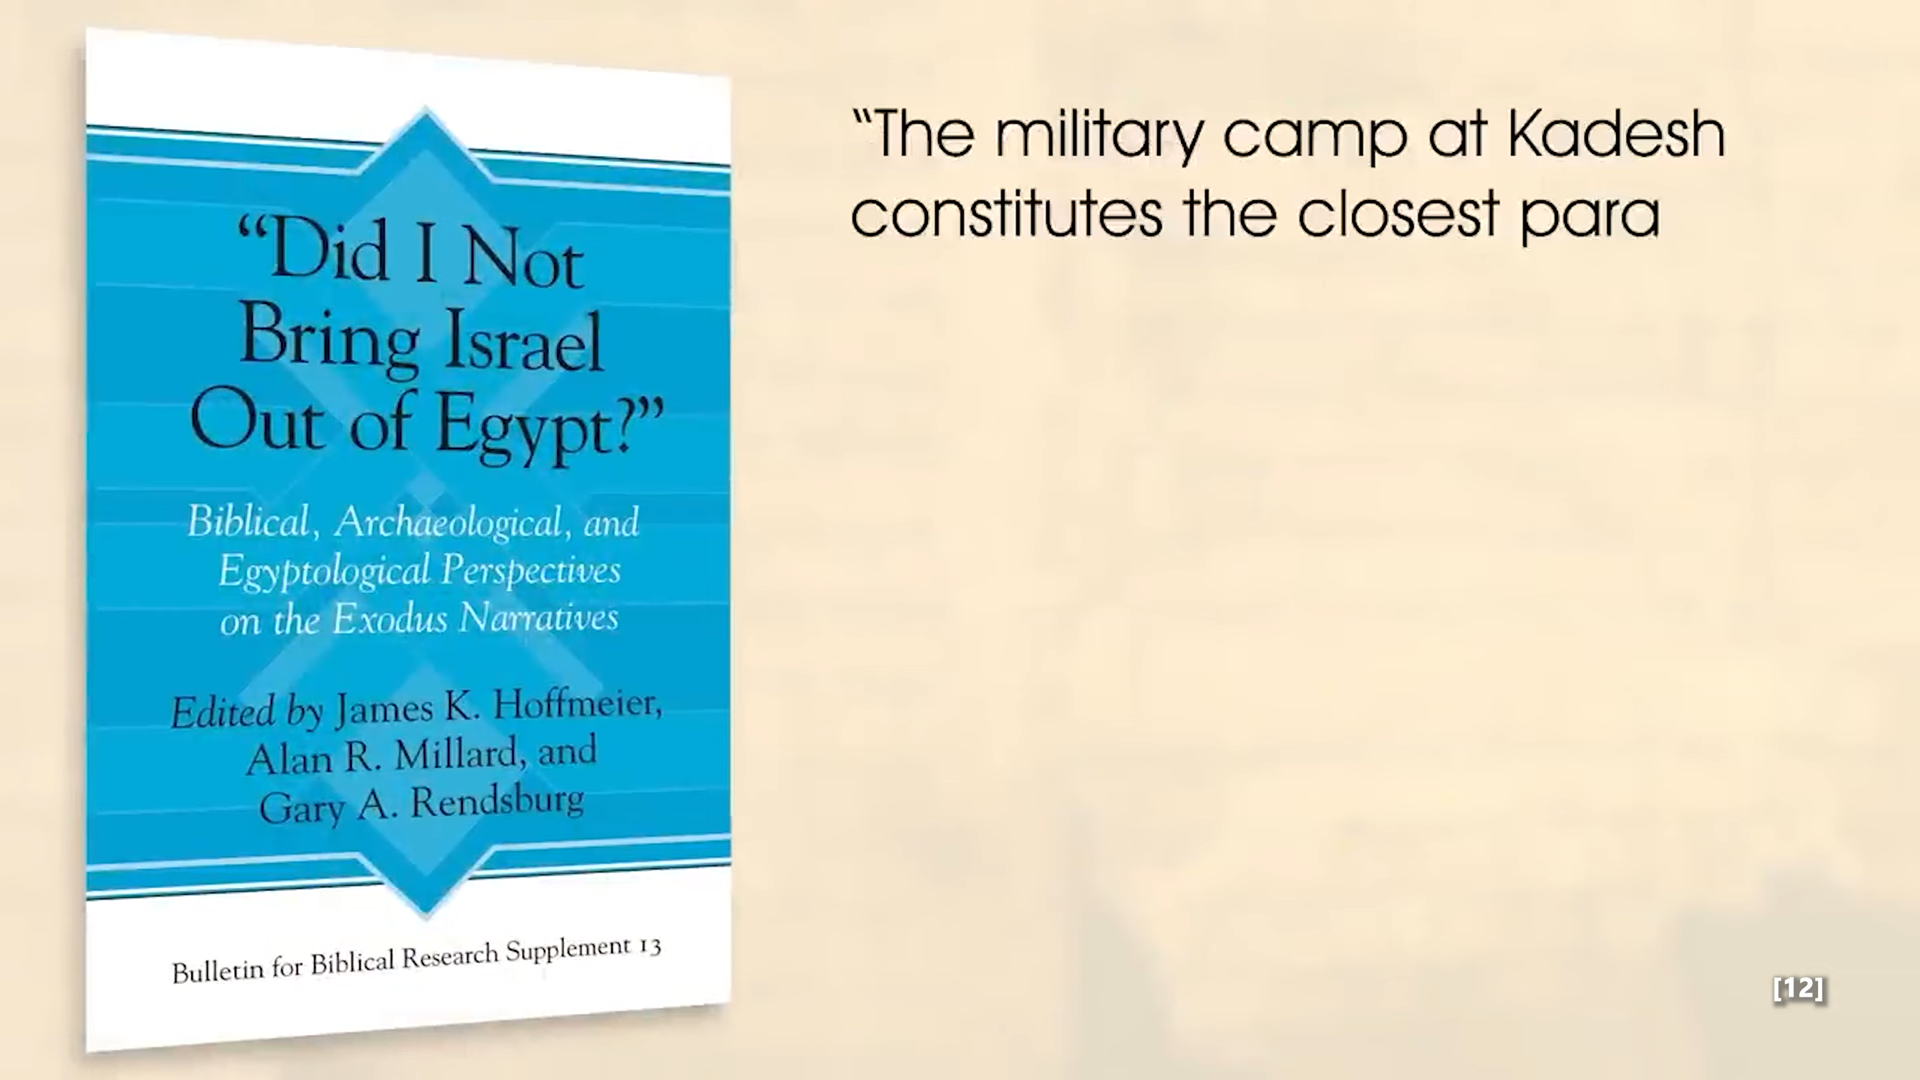 “Did I Not
Bring Israel
Out of Egypt?”
Biblical, Archaeological, and
Egyptological Perspectives
on the Exodus Narratives
Edited by James K. Hoffmeier,
Alan R. Millard, and
Gary A. Rendsburg
Bulletin for Biblical Research Supplement 13
“The military camp at Kadesh
constitutes the closest para
[12]